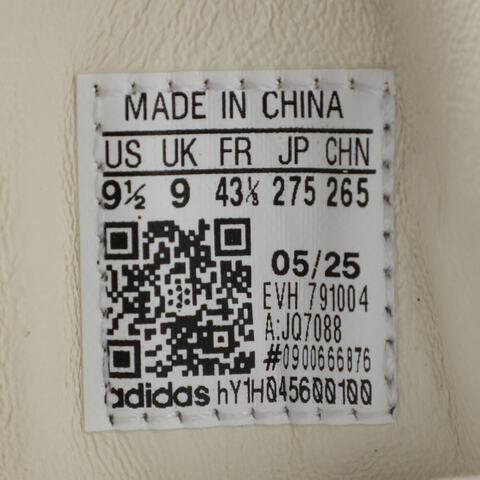 MADE IN CHINA
US UK FR JP CHN
9½ 9 43⅓ 275 265
05/25
EVH 791004
A:JQ7088
#0900666876
adidas hY1H045600100